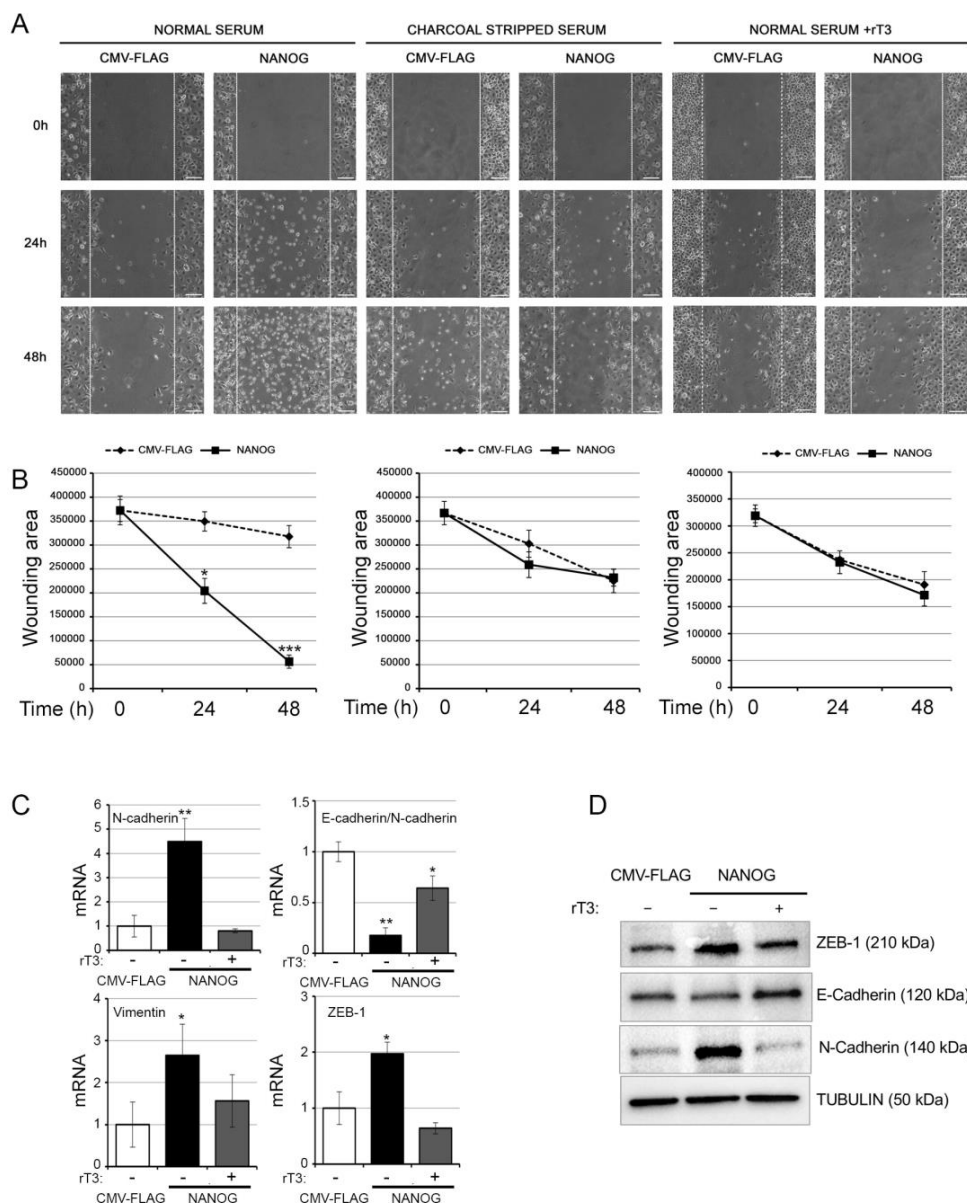 A
NORMAL SERUM
CHARCOAL STRIPPED SERUM
NORMAL SERUM +rT3
CMV-FLAG
NANOG
CMV-FLAG
NANOG
CMV-FLAG
NANOG
0h
24h
48h
B
CMV-FLAG
NANOG
Wounding area
450000
400000
350000
300000
250000
200000
150000
100000
50000
0
*
***
Time (h)
0
24
48
CMV-FLAG
NANOG
Wounding area
450000
400000
350000
300000
250000
200000
150000
100000
50000
0
Time (h)
0
24
48
CMV-FLAG
NANOG
Wounding area
400000
350000
300000
250000
200000
150000
100000
50000
0
Time (h)
0
24
48
C
N-cadherin
mRNA
6
5
4
3
2
1
0
**
rT3: - - +
CMV-FLAG NANOG
E-cadherin/N-cadherin
mRNA
1.5
1
0.5
0
**
*
rT3: - - +
CMV-FLAG NANOG
Vimentin
mRNA
4
3
2
1
0
*
rT3: - - +
CMV-FLAG NANOG
ZEB-1
mRNA
3
2
1
0
*
rT3: - - +
CMV-FLAG NANOG
D
CMV-FLAG NANOG
rT3: – – +
ZEB-1 (210 kDa)
E-Cadherin (120 kDa)
N-Cadherin (140 kDa)
TUBULIN (50 kDa)